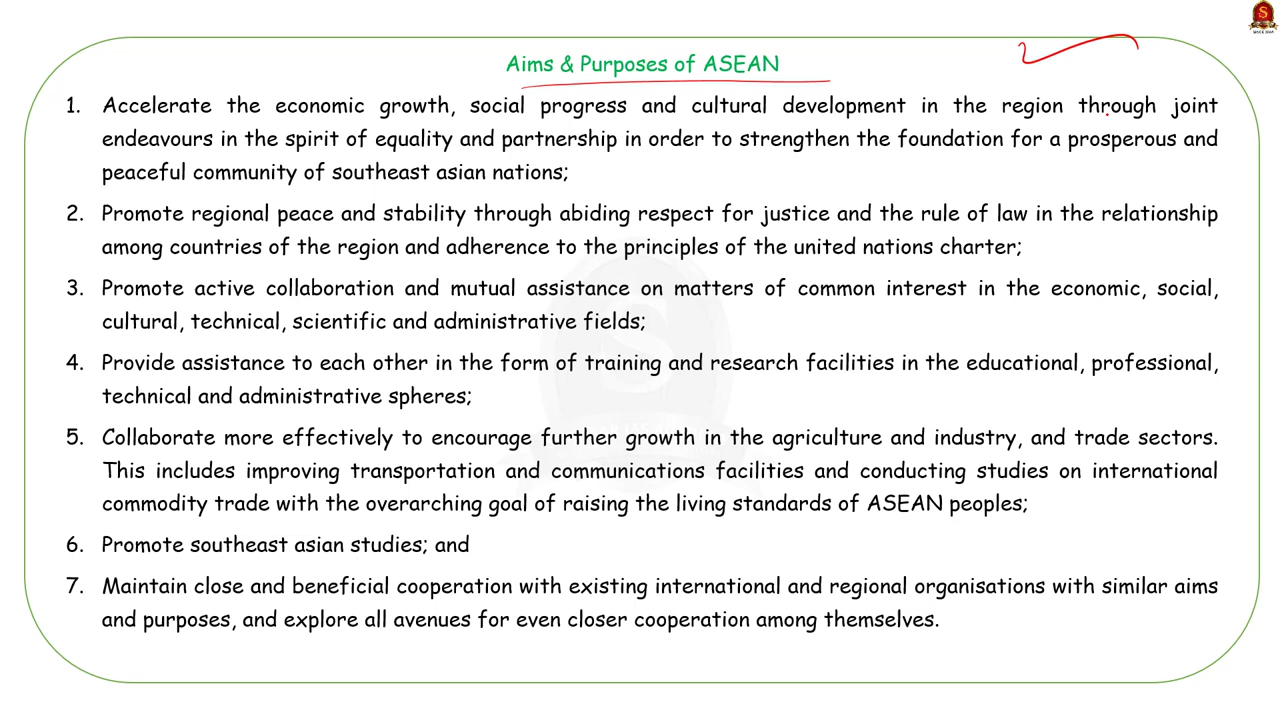 Aims & Purposes of ASEAN
1. Accelerate the economic growth, social progress and cultural development in the region through joint
endeavours in the spirit of equality and partnership in order to strengthen the foundation for a prosperous and
peaceful community of southeast asian nations;
2. Promote regional peace and stability through abiding respect for justice and the rule of law in the relationship
among countries of the region and adherence to the principles of the united nations charter;
3. Promote active collaboration and mutual assistance on matters of common interest in the economic, social,
cultural, technical, scientific and administrative fields;
4. Provide assistance to each other in the form of training and research facilities in the educational, professional,
technical and administrative spheres;
5. Collaborate more effectively to encourage further growth in the agriculture and industry, and trade sectors.
This includes improving transportation and communications facilities and conducting studies on international
commodity trade with the overarching goal of raising the living standards of ASEAN peoples;
6. Promote southeast asian studies; and
7. Maintain close and beneficial cooperation with existing international and regional organisations with similar aims
and purposes, and explore all avenues for even closer cooperation among themselves.